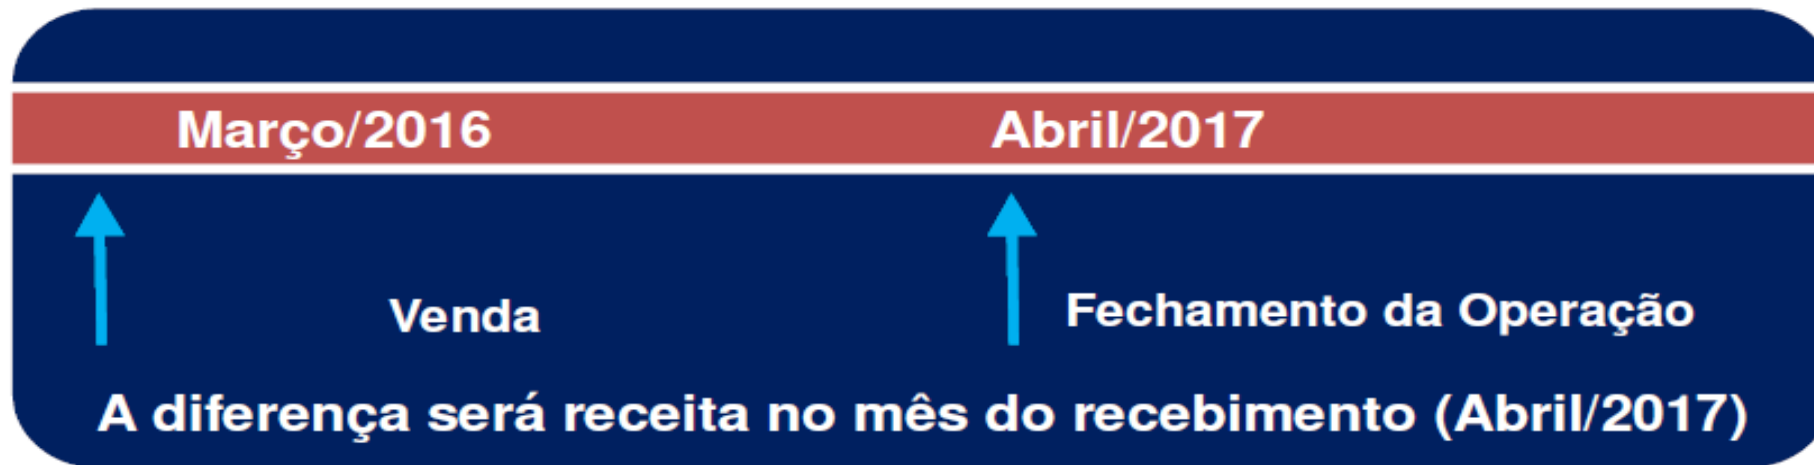 Março/2016 Abril/2017
Venda Fechamento da Operação
A diferença será receita no mês do recebimento (Abril/2017)